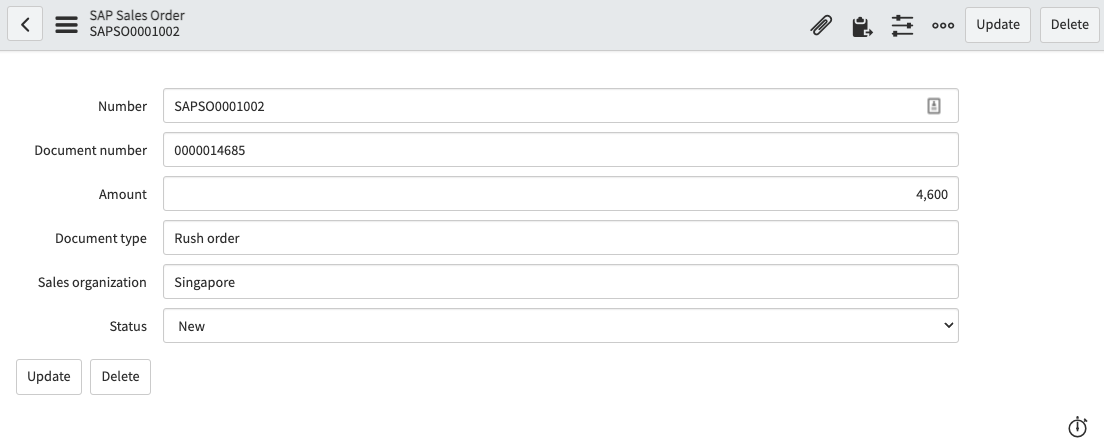 SAP Sales Order
SAPSO0001002
Update
Delete
Number
SAPSO0001002
Document number
0000014685
Amount
4,600
Document type
Rush order
Sales organization
Singapore
Status
New
Update
Delete